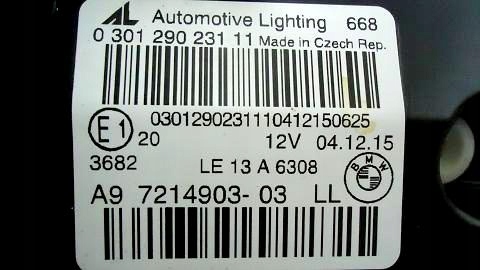 AL Automotive Lighting 668
0 301 290 231 11 Made in Czech Rep.
0301290231110412150625
E1 20 12V 04.12.15
3682 LE 13 A 6308 BMW
A9 7214903-03 LL